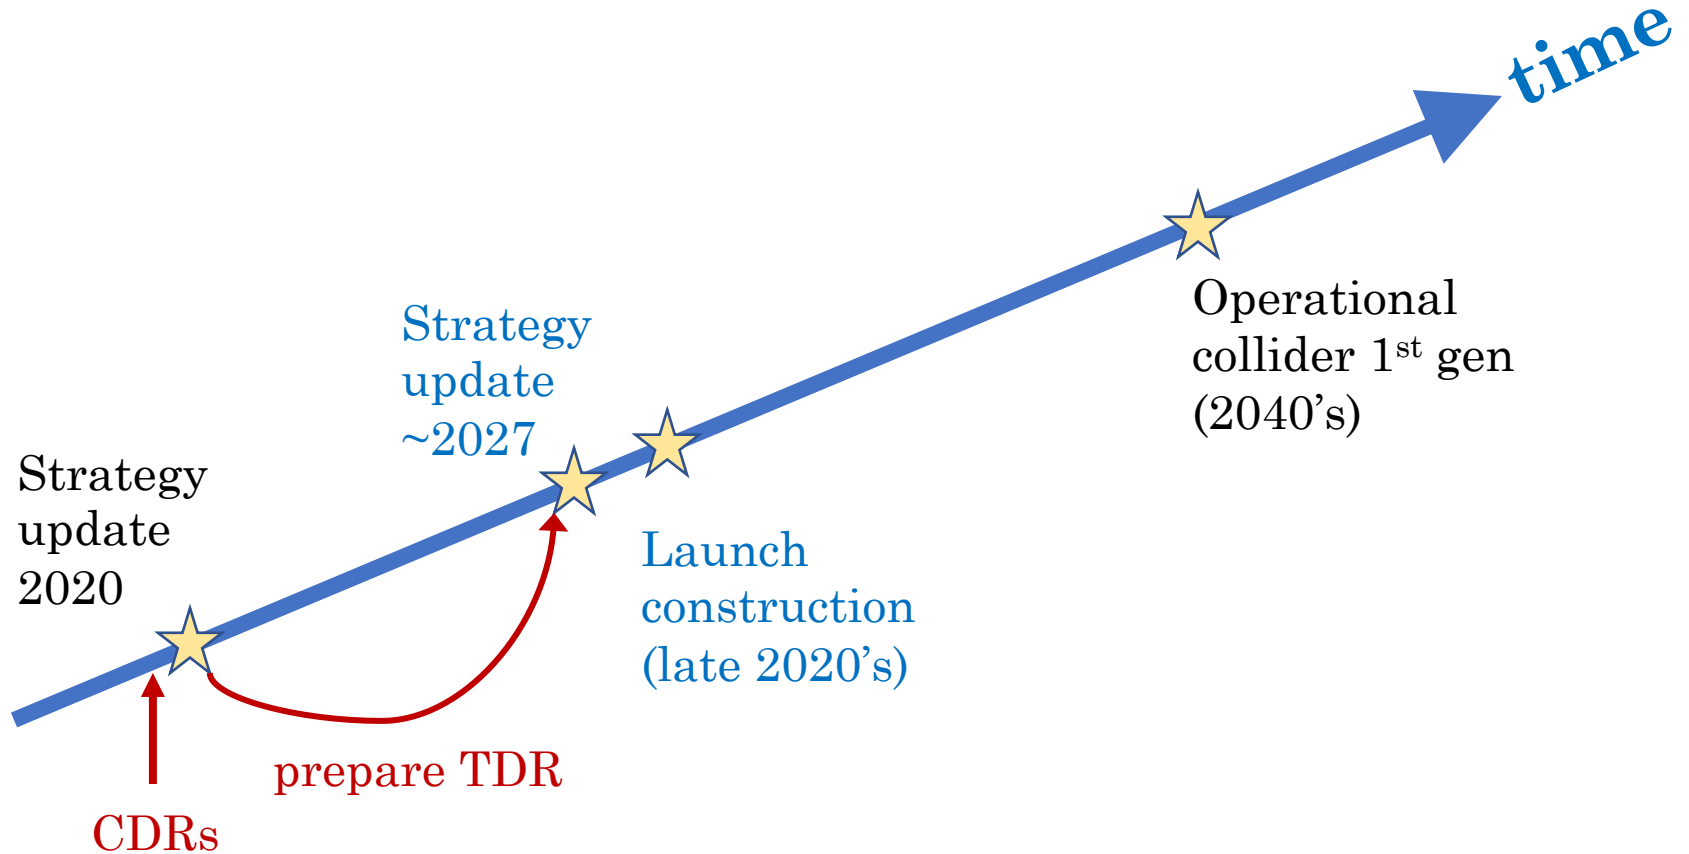 time
Strategy
update
2020
Strategy
update
~2027
Operational
collider 1st gen
(2040’s)
Launch
construction
(late 2020’s)
prepare TDR
CDRs